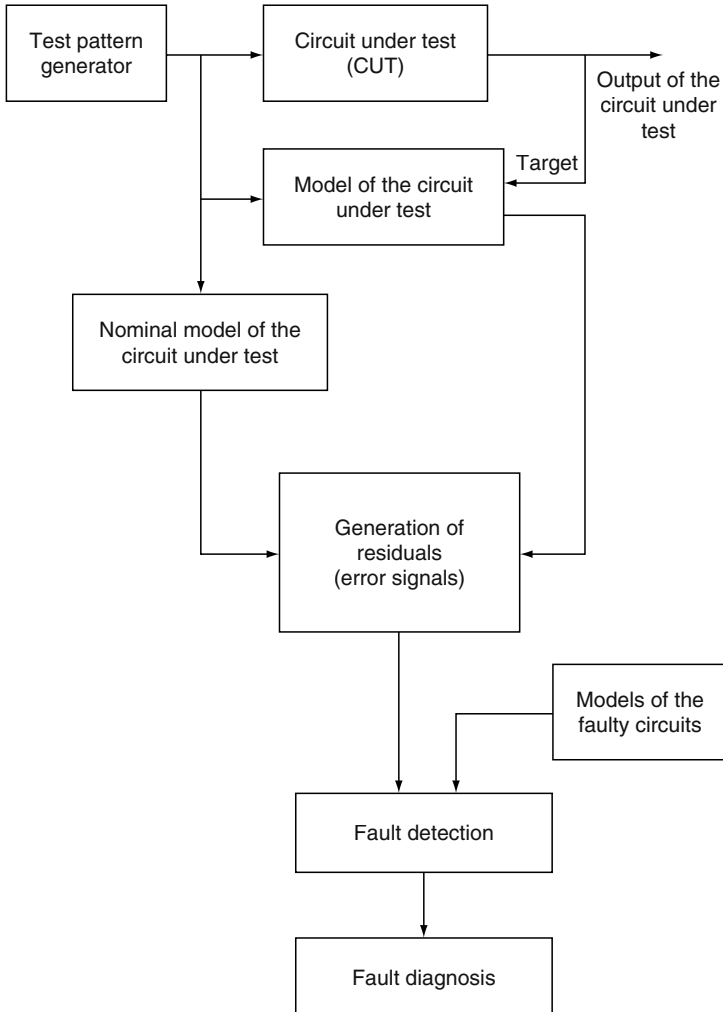 Test pattern
generator
Circuit under test
(CUT)
Output of the
circuit under
test
Target
Model of the circuit
under test
Nominal model of the
circuit under test
Generation of
residuals
(error signals)
Models of the
faulty circuits
Fault detection
Fault diagnosis